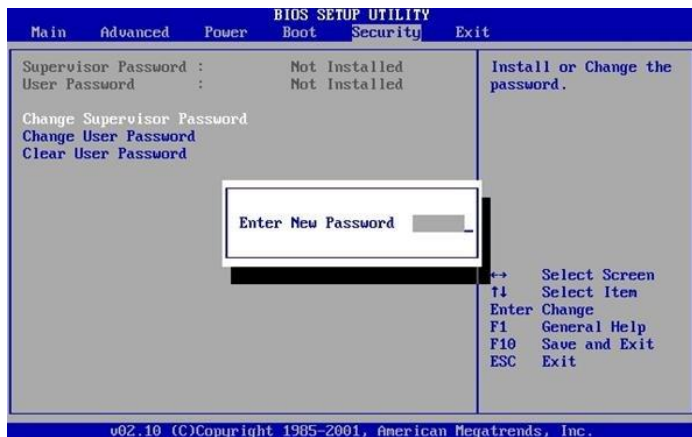 BIOS SETUP UTILITY
Main Advanced Power Boot Security Exit
Supervisor Password : Not Installed
User Password : Not Installed
Change Supervisor Password
Change User Password
Clear User Password
Enter New Password
Install or Change the
password.
↔ Select Screen
↑↓ Select Item
Enter Change
F1 General Help
F10 Save and Exit
ESC Exit
v02.10 (C)Copyright 1985-2001, American Megatrends, Inc.